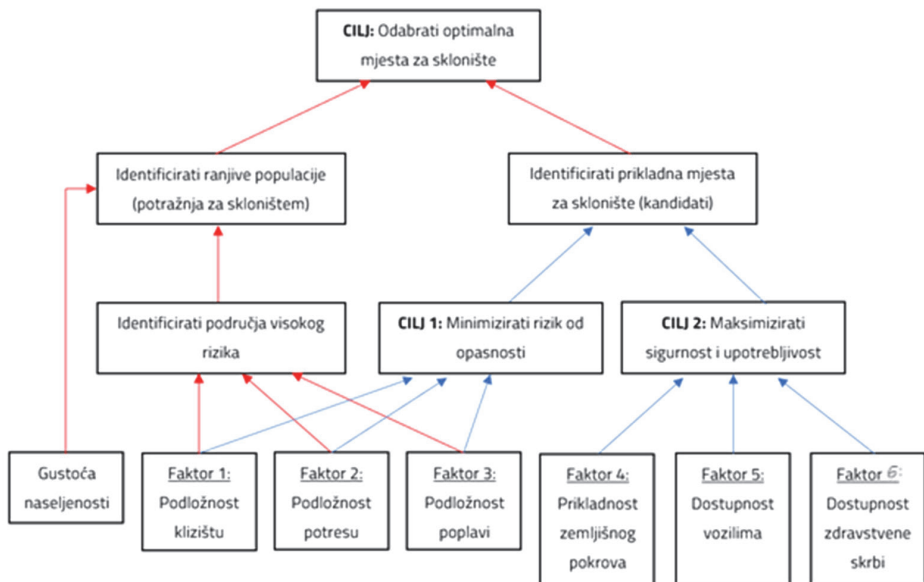 CILJ: Odabrati optimalna
mjesta za sklonište
Identificirati ranjive populacije
(potražnja za skloništem)
Identificirati prikladna mjesta
za sklonište (kandidati)
Identificirati područja visokog
rizika
CILJ 1: Minimizirati rizik od
opasnosti
CILJ 2: Maksimizirati
sigurnost i upotrebljivost
Gustoća
naseljenosti
Faktor 1:
Podložnost
klizištu
Faktor 2:
Podložnost
potresu
Faktor 3:
Podložnost
poplavi
Faktor 4:
Prikladnost
zemljišnog
pokrova
Faktor 5:
Dostupnost
vozilima
Faktor 6:
Dostupnost
zdravstvene
skrbi